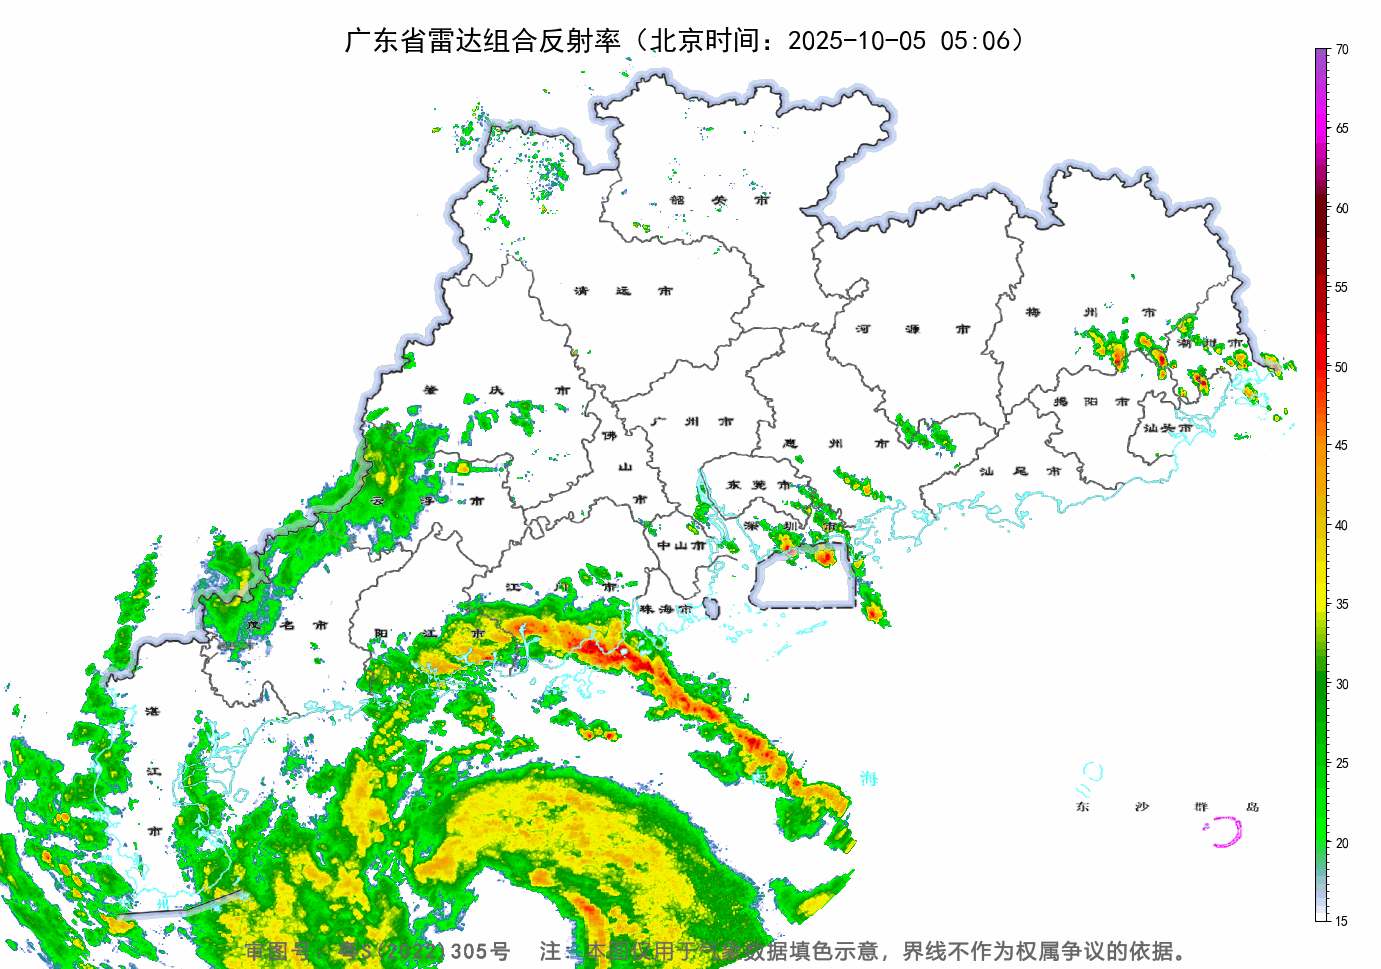 广东省雷达组合反射率（北京时间：2025-10-05 05:06）
70
65
60
55
50
45
40
35
30
25
20
15
韶关市
清远市
河源市
梅州市
潮州市
肇庆市
广州市
惠州市
揭阳市
汕头市
佛山市
云浮市
东莞市
汕尾市
深圳市
中山市
江门市
珠海市
茂名市
阳江市
湛江市
南海
东沙群岛
州
审图号：粤S(2022)305号 注：本图仅用于气象数据填色示意，界线不作为权属争议的依据。